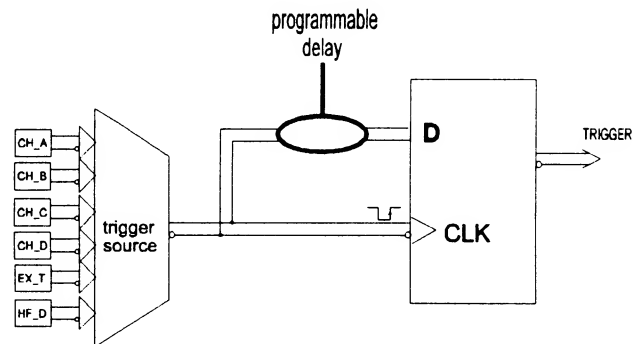 programmable
delay
CH_A
CH_B
CH_C
CH_D
EX_T
HF_D
trigger
source
D
CLK
TRIGGER